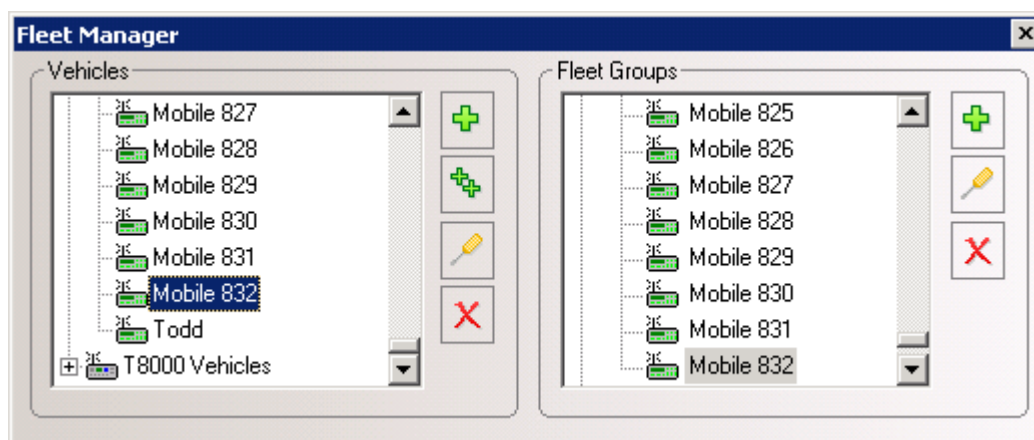 Fleet Manager
Vehicles
Mobile 827
Mobile 828
Mobile 829
Mobile 830
Mobile 831
Mobile 832
Todd
T8000 Vehicles
Fleet Groups
Mobile 825
Mobile 826
Mobile 827
Mobile 828
Mobile 829
Mobile 830
Mobile 831
Mobile 832